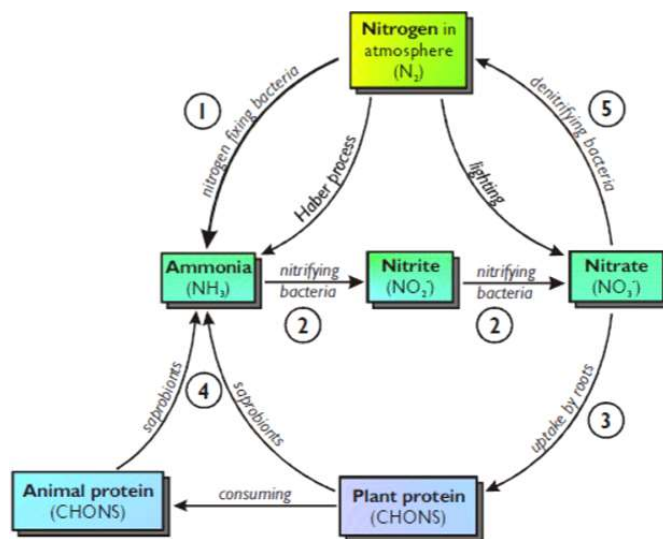 Nitrogen in
atmosphere
(N₂)
1
nitrogen fixing bacteria
Haber process
lighting
denitrifying bacteria
5
Ammonia
(NH₃)
nitrifying
bacteria
2
Nitrite
(NO₂⁻)
nitrifying
bacteria
2
Nitrate
(NO₃⁻)
saprobiants
4
saprobiants
uptake by roots
3
Animal protein
(CHONS)
consuming
Plant protein
(CHONS)